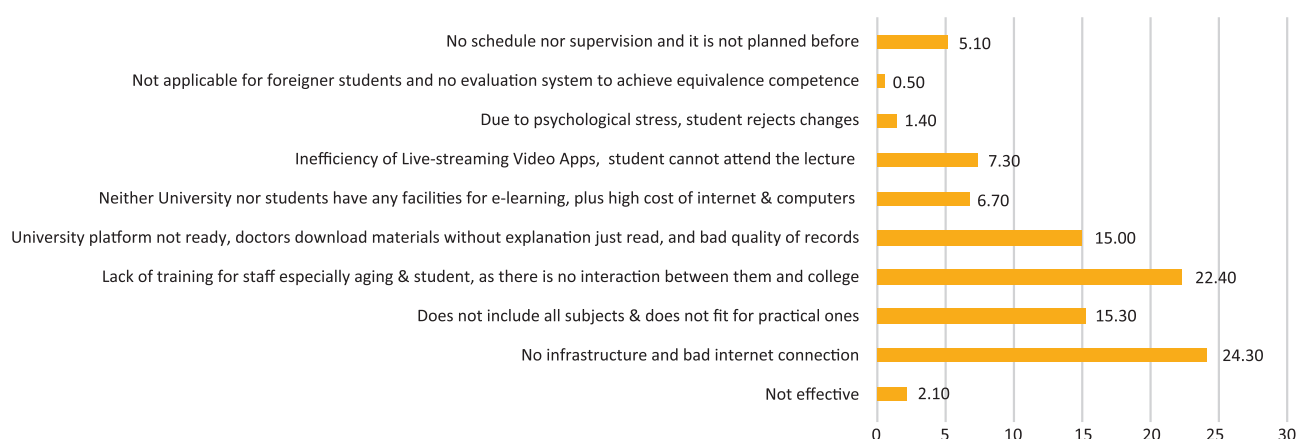 No schedule nor supervision and it is not planned before 5.10
Not applicable for foreigner students and no evaluation system to achieve equivalence competence 0.50
Due to psychological stress, student rejects changes 1.40
Inefficiency of Live-streaming Video Apps, student cannot attend the lecture 7.30
Neither University nor students have any facilities for e-learning, plus high cost of internet & computers 6.70
University platform not ready, doctors download materials without explanation just read, and bad quality of records 15.00
Lack of training for staff especially aging & student, as there is no interaction between them and college 22.40
Does not include all subjects & does not fit for practical ones 15.30
No infrastructure and bad internet connection 24.30
Not effective 2.10
0 5 10 15 20 25 30